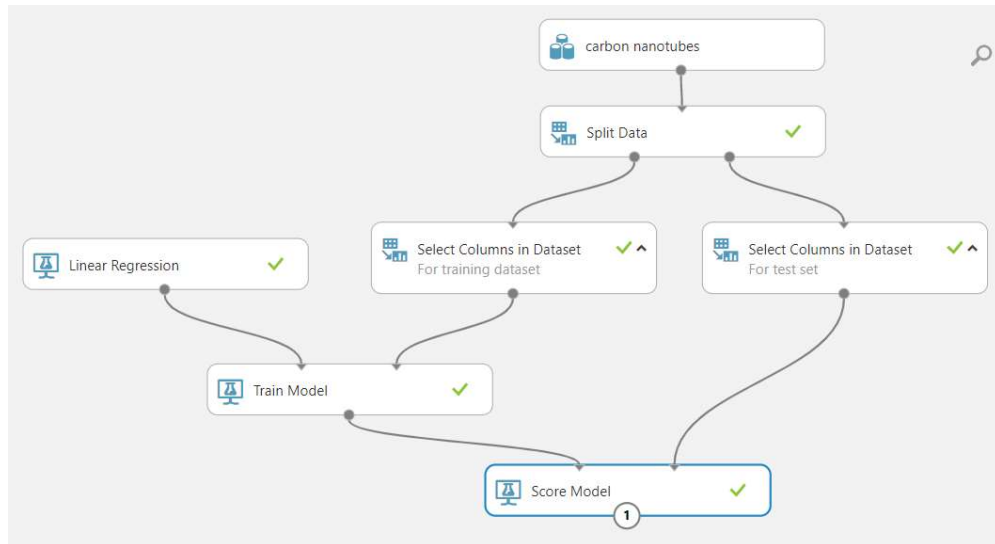 carbon nanotubes
Split Data
Linear Regression
Select Columns in Dataset
For training dataset
Select Columns in Dataset
For test set
Train Model
Score Model
1